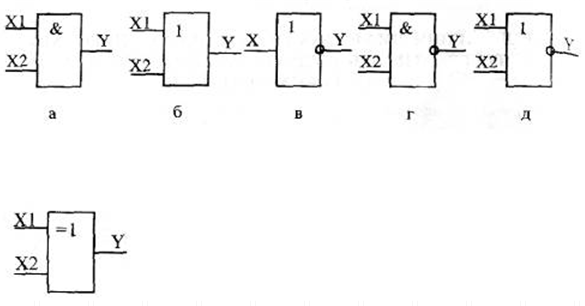 X1 & Y X2
X1 1 Y X2
X 1 Y
X1 & Y X2
X1 1 Y X2
а б в г д
X1 =1 Y X2